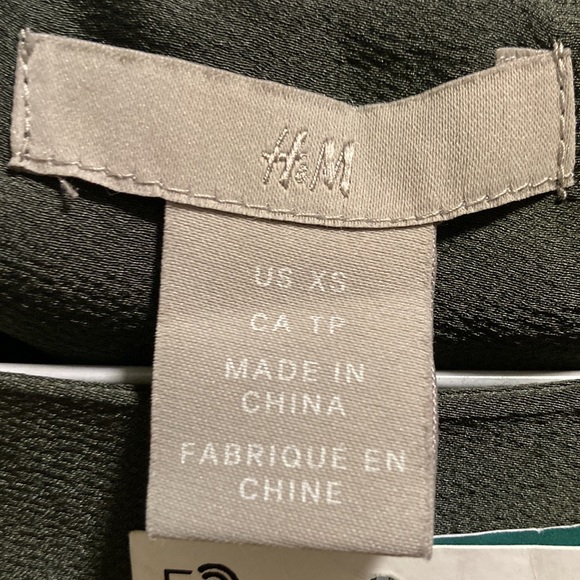 H&M
US XS
CA TP
MADE IN
CHINA
FABRIQUE EN
CHINE